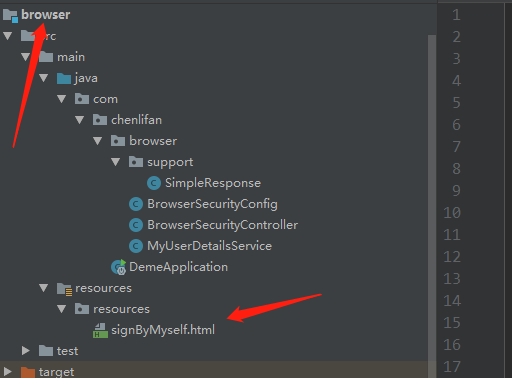 browser
src
main
java
com
chenlifan
browser
support
SimpleResponse
BrowserSecurityConfig
BrowserSecurityController
MyUserDetailsService
DemeApplication
resources
resources
signByMyself.html
test
target
1
2
3
4
5
6
7
8
9
10
11
12
13
14
15
16
17